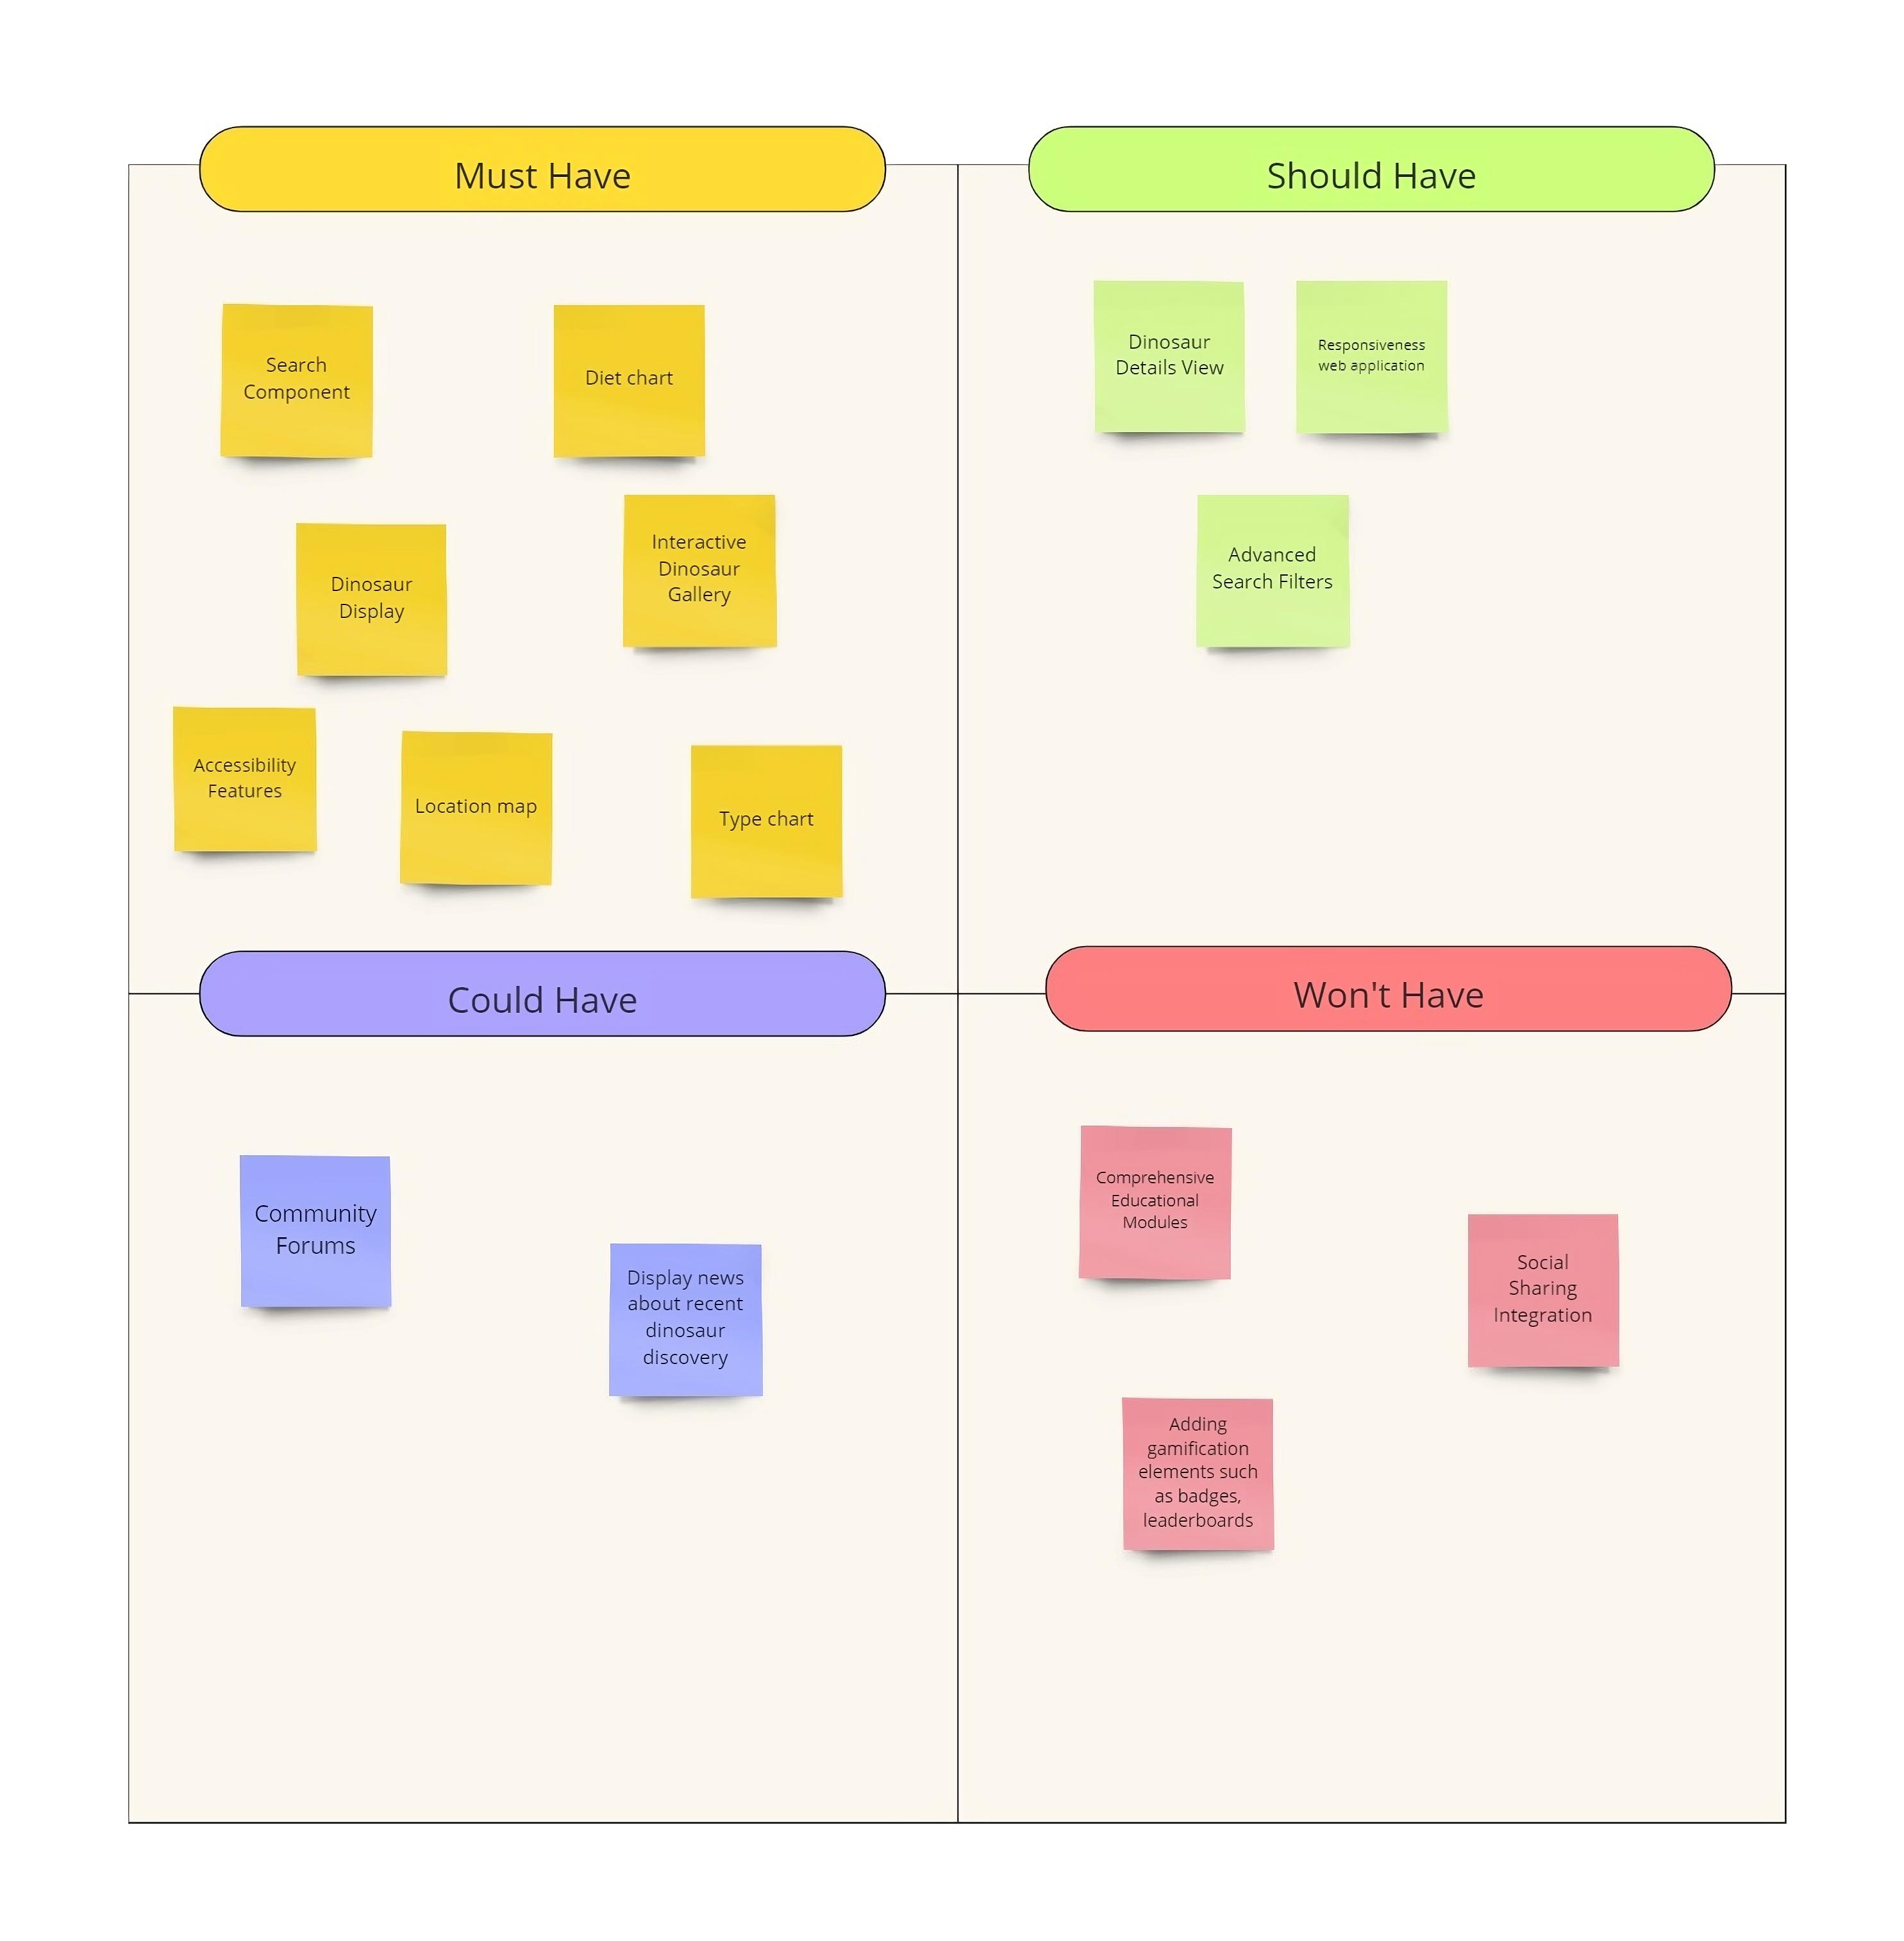 Must Have
Search
Component
Diet chart
Dinosaur
Display
Interactive
Dinosaur
Gallery
Accessibility
Features
Location map
Type chart
Should Have
Dinosaur
Details View
Responsiveness
web application
Advanced
Search Filters
Could Have
Community
Forums
Display news
about recent
dinosaur
discovery
Won't Have
Comprehensive
Educational
Modules
Social
Sharing
Integration
Adding
gamification
elements such
as badges,
leaderboards